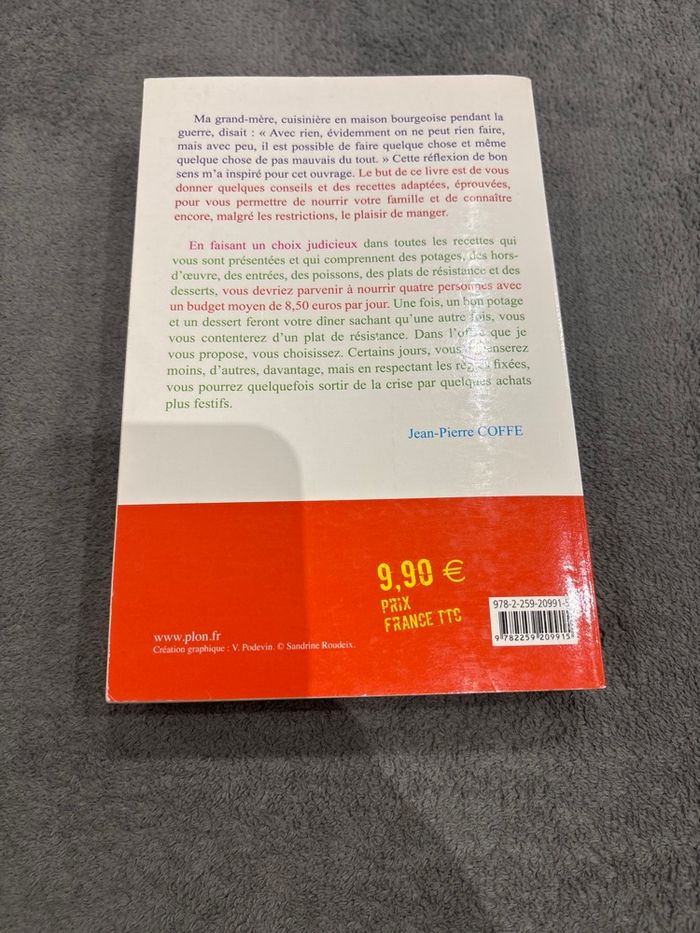 Ma grand-mère, cuisinière en maison bourgeoise pendant la
guerre, disait : « Avec rien, évidemment on ne peut rien faire,
mais avec peu, il est possible de faire quelque chose et même
quelque chose de pas mauvais du tout. » Cette réflexion de bon
sens m'a inspiré pour cet ouvrage. Le but de ce livre est de vous
donner quelques conseils et des recettes adaptées, éprouvées,
pour vous permettre de nourrir votre famille et de connaître
encore, malgré les restrictions, le plaisir de manger.
En faisant un choix judicieux dans toutes les recettes qui
vous sont présentées et qui comprennent des potages, des hors-
d'œuvre, des entrées, des poissons, des plats de résistance et des
desserts, vous devriez parvenir à nourrir quatre personnes avec
un budget moyen de 8,50 euros par jour. Une fois, un bon potage
et un dessert feront votre dîner sachant qu'une autre fois, vous
vous contenterez d'un plat de résistance. Dans l'offre que je
vous propose, vous choisissez. Certains jours, vous dépenserez
moins, d'autres, davantage, mais en respectant les règles fixées,
vous pourrez quelquefois sortir de la crise par quelques achats
plus festifs.
Jean-Pierre COFFE
9,90 €
PRIX
FRANCE TTC
978-2-259-20991-5
9 782259 209915
www.plon.fr
Création graphique : V. Podevin. © Sandrine Roudeix.